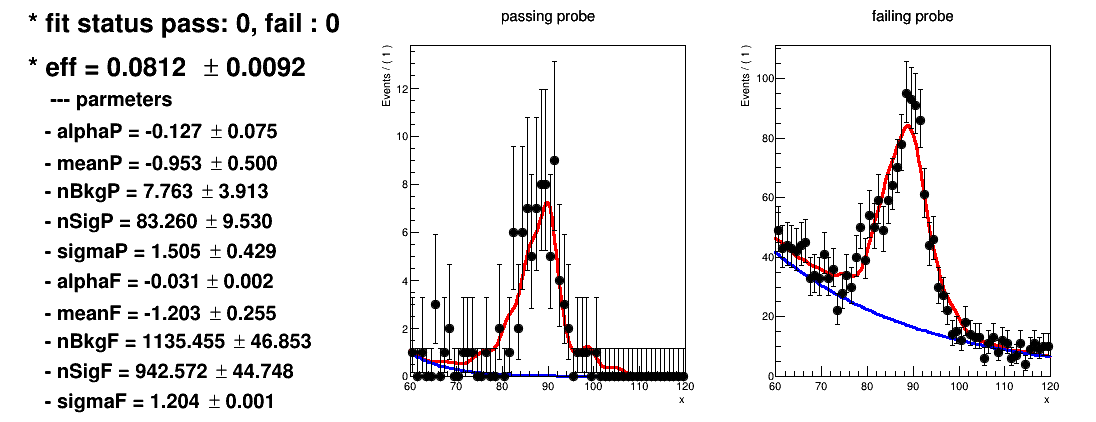 * fit status pass: 0, fail : 0
* eff = 0.0812 ± 0.0092
--- parmeters
- alphaP = -0.127 ± 0.075
- meanP = -0.953 ± 0.500
- nBkgP = 7.763 ± 3.913
- nSigP = 83.260 ± 9.530
- sigmaP = 1.505 ± 0.429
- alphaF = -0.031 ± 0.002
- meanF = -1.203 ± 0.255
- nBkgF = 1135.455 ± 46.853
- nSigF = 942.572 ± 44.748
- sigmaF = 1.204 ± 0.001
passing probe
Events / ( 1 )
12
10
8
6
4
2
0
60 70 80 90 100 110 120
x
failing probe
Events / ( 1 )
100
80
60
40
20
0
60 70 80 90 100 110 120
x